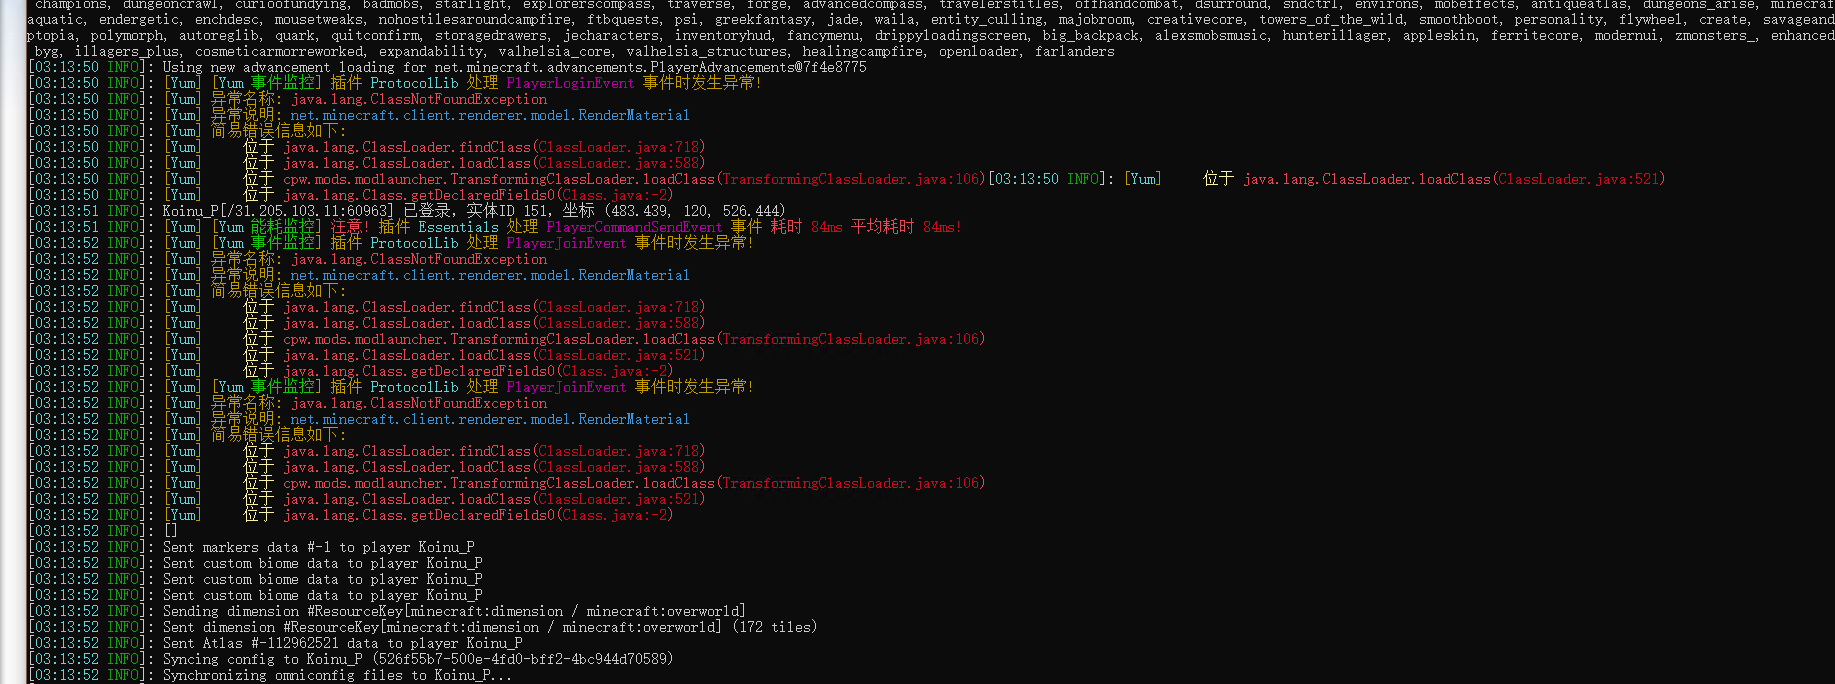 champions, dungeoncrawl, curioofundying, badmobs, starlight, explorerscompass, traverse, forge, advancedcompass, travelerstitles, offhandcombat, dsurround, sndctrl, environs, mobeffects, antiqueatlas, dungeons_arise, minecraf
aquatic, endergetic, enchdesc, mousetweaks, nohostilesaroundcampfire, ftbquests, psi, greekfantasy, jade, waila, entity_culling, majobroom, creativecore, towers_of_the_wild, smoothboot, personality, flywheel, create, savageand
ptopia, polymorph, autoreglib, quark, quitconfirm, storagedrawers, jecharacters, inventoryhud, fancymenu, drippyloadingscreen, big_backpack, alexsmobsmusic, hunterillager, appleskin, ferritecore, modernui, zmonsters_, enhanced
_byg, illagers_plus, cosmeticarmorreworked, expandability, valhelsia_core, valhelsia_structures, healingcampfire, openloader, farlanders
[03:13:50 INFO]: Using new advancement loading for net.minecraft.advancements.PlayerAdvancements@7f4e8775
[03:13:50 INFO]: [Yum] [Yum 事件监控] 插件 ProtocolLib 处理 PlayerLoginEvent 事件时发生异常!
[03:13:50 INFO]: [Yum] 异常名称: java.lang.ClassNotFoundException
[03:13:50 INFO]: [Yum] 异常说明: net.minecraft.client.renderer.model.RenderMaterial
[03:13:50 INFO]: [Yum] 简易错误信息如下:
[03:13:50 INFO]: [Yum]     位于 java.lang.ClassLoader.findClass(ClassLoader.java:718)
[03:13:50 INFO]: [Yum]     位于 java.lang.ClassLoader.loadClass(ClassLoader.java:588)
[03:13:50 INFO]: [Yum]     位于 cpw.mods.modlauncher.TransformingClassLoader.loadClass(TransformingClassLoader.java:106)[03:13:50 INFO]: [Yum]     位于 java.lang.ClassLoader.loadClass(ClassLoader.java:521)
[03:13:50 INFO]: [Yum]     位于 java.lang.Class.getDeclaredFields0(Class.java:-2)
[03:13:51 INFO]: Koinu_P[/31.205.103.11:60963] 已登录, 实体ID 151, 坐标 (483.439, 120, 526.444)
[03:13:51 INFO]: [Yum] [Yum 能耗监控] 注意! 插件 Essentials 处理 PlayerCommandSendEvent 事件 耗时 84ms 平均耗时 84ms!
[03:13:52 INFO]: [Yum] [Yum 事件监控] 插件 ProtocolLib 处理 PlayerJoinEvent 事件时发生异常!
[03:13:52 INFO]: [Yum] 异常名称: java.lang.ClassNotFoundException
[03:13:52 INFO]: [Yum] 异常说明: net.minecraft.client.renderer.model.RenderMaterial
[03:13:52 INFO]: [Yum] 简易错误信息如下:
[03:13:52 INFO]: [Yum]     位于 java.lang.ClassLoader.findClass(ClassLoader.java:718)
[03:13:52 INFO]: [Yum]     位于 java.lang.ClassLoader.loadClass(ClassLoader.java:588)
[03:13:52 INFO]: [Yum]     位于 cpw.mods.modlauncher.TransformingClassLoader.loadClass(TransformingClassLoader.java:106)
[03:13:52 INFO]: [Yum]     位于 java.lang.ClassLoader.loadClass(ClassLoader.java:521)
[03:13:52 INFO]: [Yum]     位于 java.lang.Class.getDeclaredFields0(Class.java:-2)
[03:13:52 INFO]: [Yum] [Yum 事件监控] 插件 ProtocolLib 处理 PlayerJoinEvent 事件时发生异常!
[03:13:52 INFO]: [Yum] 异常名称: java.lang.ClassNotFoundException
[03:13:52 INFO]: [Yum] 异常说明: net.minecraft.client.renderer.model.RenderMaterial
[03:13:52 INFO]: [Yum] 简易错误信息如下:
[03:13:52 INFO]: [Yum]     位于 java.lang.ClassLoader.findClass(ClassLoader.java:718)
[03:13:52 INFO]: [Yum]     位于 java.lang.ClassLoader.loadClass(ClassLoader.java:588)
[03:13:52 INFO]: [Yum]     位于 cpw.mods.modlauncher.TransformingClassLoader.loadClass(TransformingClassLoader.java:106)
[03:13:52 INFO]: [Yum]     位于 java.lang.ClassLoader.loadClass(ClassLoader.java:521)
[03:13:52 INFO]: [Yum]     位于 java.lang.Class.getDeclaredFields0(Class.java:-2)
[03:13:52 INFO]: []
[03:13:52 INFO]: Sent markers data #-1 to player Koinu_P
[03:13:52 INFO]: Sent custom biome data to player Koinu_P
[03:13:52 INFO]: Sent custom biome data to player Koinu_P
[03:13:52 INFO]: Sent custom biome data to player Koinu_P
[03:13:52 INFO]: Sending dimension #ResourceKey[minecraft:dimension / minecraft:overworld]
[03:13:52 INFO]: Sent dimension #ResourceKey[minecraft:dimension / minecraft:overworld] (172 tiles)
[03:13:52 INFO]: Sent Atlas #-112962521 data to player Koinu_P
[03:13:52 INFO]: Syncing config to Koinu_P (526f55b7-500e-4fd0-bff2-4bc944d70589)
[03:13:52 INFO]: Synchronizing omniconfig files to Koinu_P...